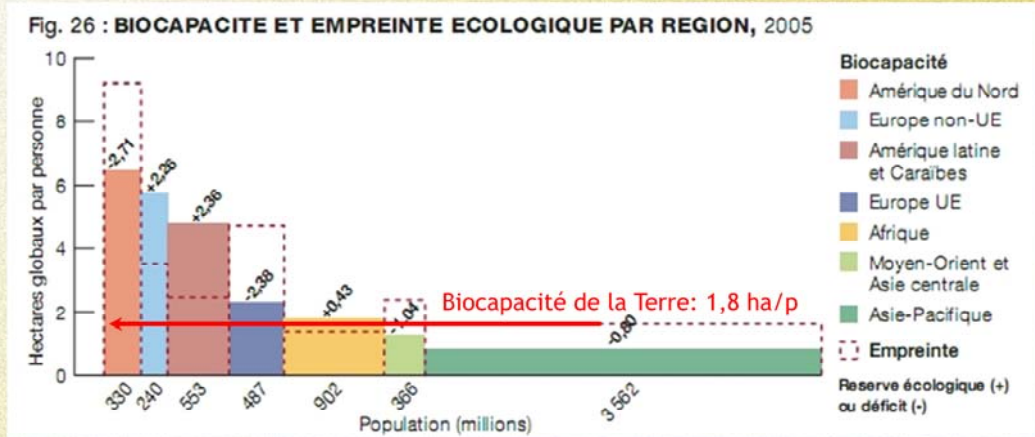 Fig. 26 : BIOCAPACITE ET EMPREINTE ECOLOGIQUE PAR REGION, 2005
Hectares globaux par personne
10
8
6
4
2
0
-2,71
+2,26
+2,36
-2,38
+0,43
-1,04
-0,80
Biocapacité de la Terre: 1,8 ha/p
330
240
553
487
902
366
3 562
Population (millions)
Biocapacité
Amérique du Nord
Europe non-UE
Amérique latine
et Caraïbes
Europe UE
Afrique
Moyen-Orient et
Asie centrale
Asie-Pacifique
Empreinte
Reserve écologique (+)
ou déficit (-)